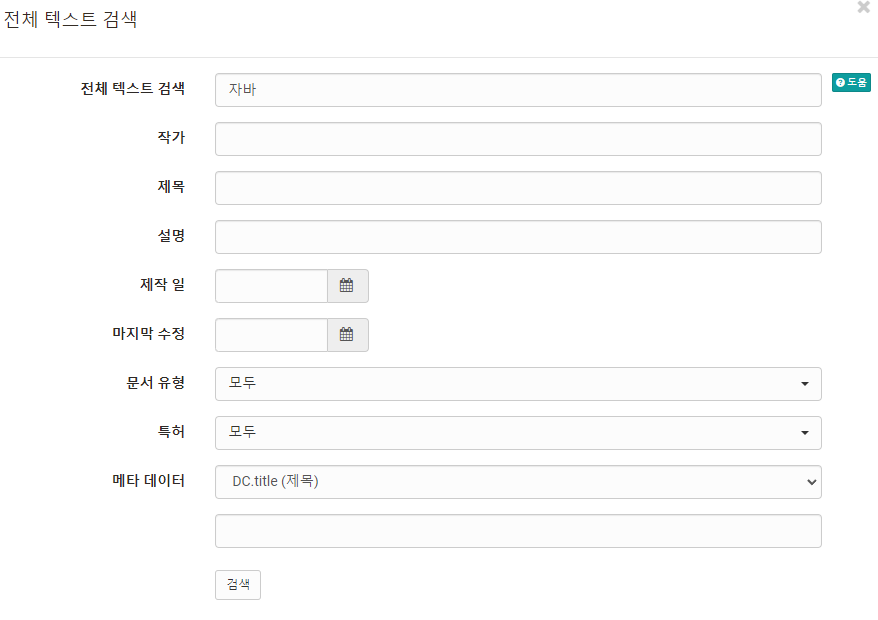 전체 텍스트 검색
전체 텍스트 검색 자바 도움
작가
제목
설명
제작 일
마지막 수정
문서 유형 모두
특허 모두
메타 데이터 DC.title (제목)
검색